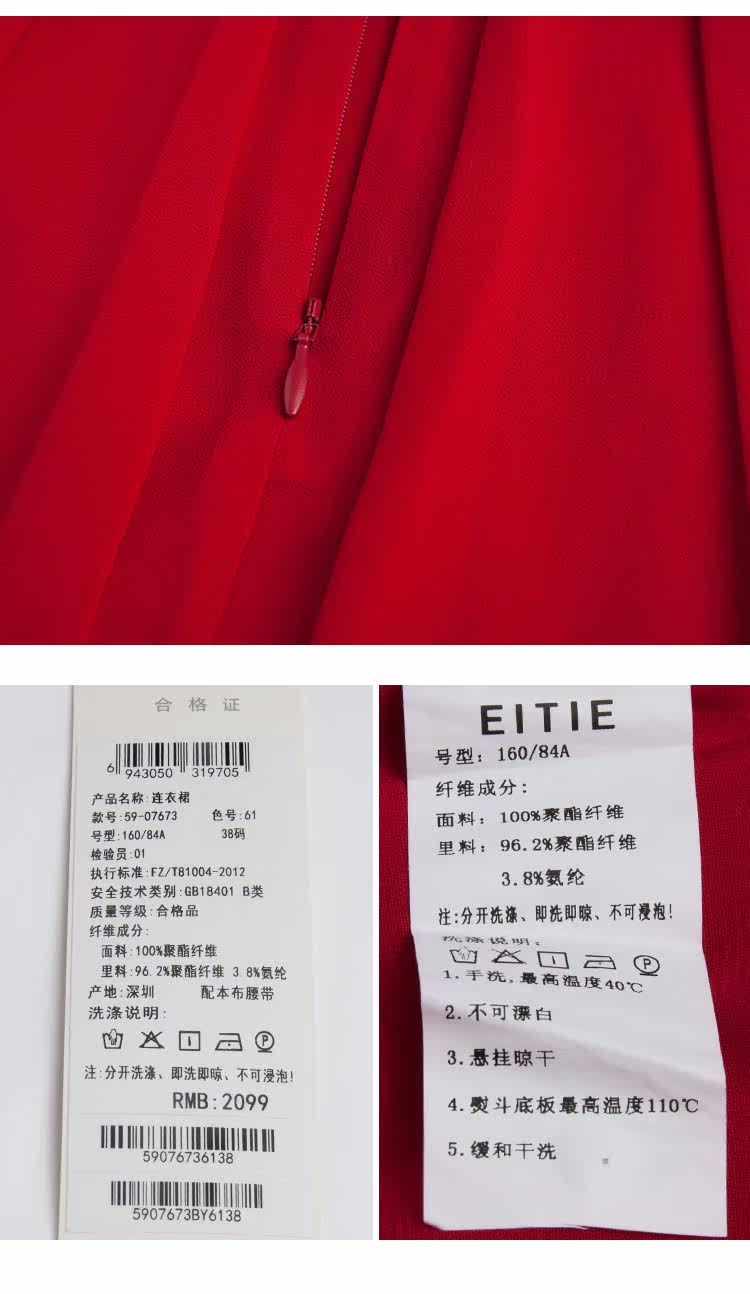 合格证
6 943050 319705
产品名称:连衣裙
款号:59-07673 色号:61
号型:160/84A 38码
检验员:01
执行标准:FZ/T81004-2012
安全技术类别:GB18401 B类
质量等级:合格品
纤维成分:
面料:100%聚酯纤维
里料:96.2%聚酯纤维 3.8%氨纶
产地:深圳 配本布腰带
洗涤说明:
P
注:分开洗涤、即洗即晾、不可浸泡!
RMB:2099
59076736138
5907673BY6138
EITIE
号型: 160/84A
纤维成分:
面料: 100%聚酯纤维
里料: 96.2%聚酯纤维
3.8%氨纶
注:分开洗涤、即洗即晾、不可浸泡!
洗涤说明:
P
1.手洗,最高温度40℃
2.不可漂白
3.悬挂晾干
4.熨斗底板最高温度110℃
5.缓和干洗